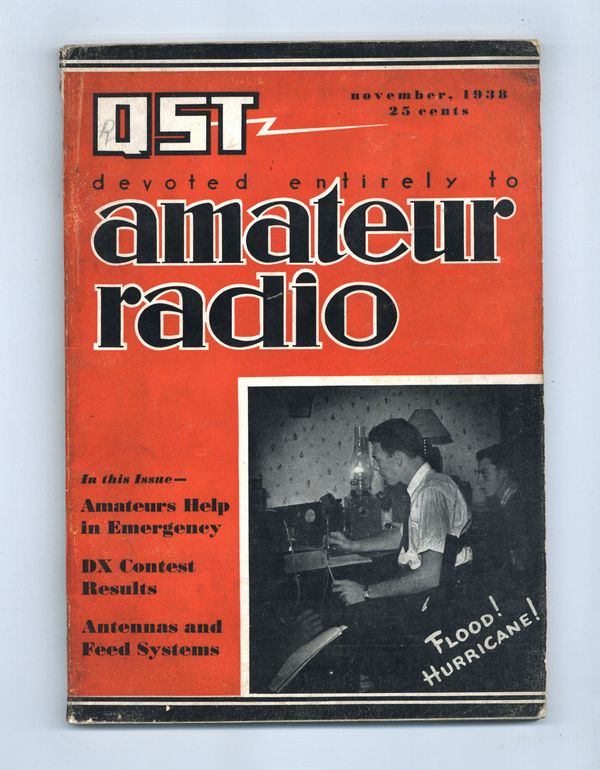 QST
november, 1938
25 cents
devoted entirely to
amateur
radio
In this Issue—
Amateurs Help
in Emergency
DX Contest
Results
Antennas and
Feed Systems
FLOOD!
HURRICANE!